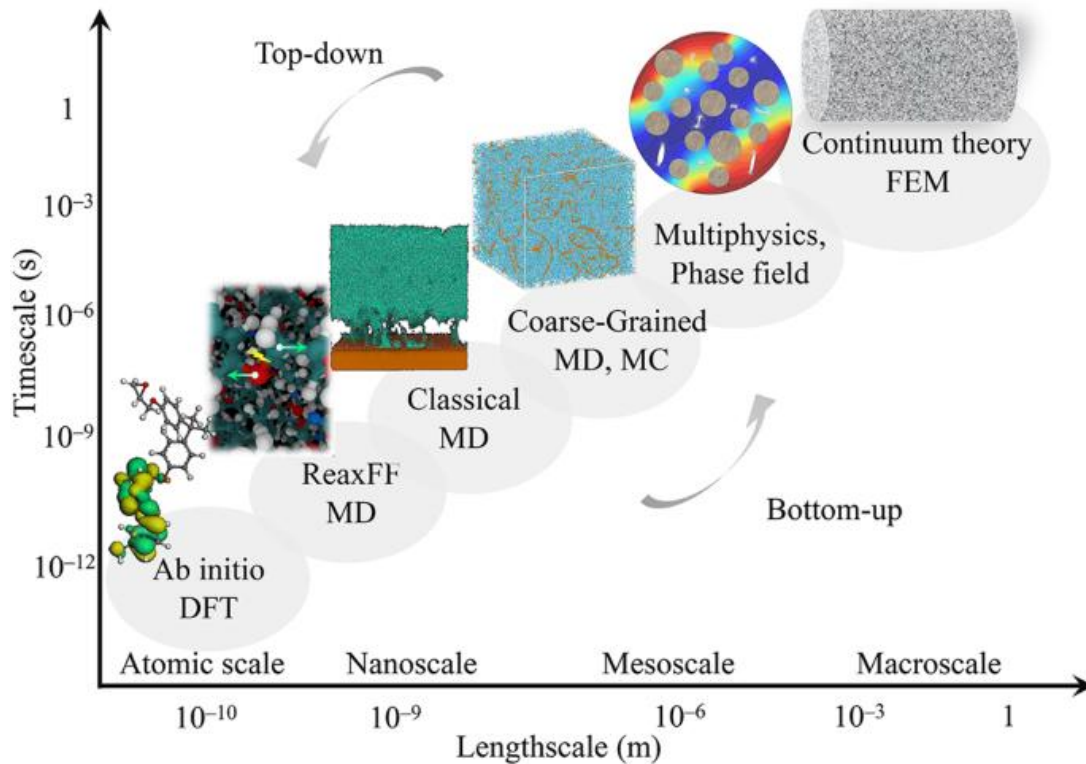 Top-down
1
10⁻³
10⁻⁶
10⁻⁹
10⁻¹²
Timescale (s)
Continuum theory
FEM
Multiphysics,
Phase field
Coarse-Grained
MD, MC
Classical
MD
ReaxFF
MD
Ab initio
DFT
Bottom-up
Atomic scale Nanoscale Mesoscale Macroscale
10⁻¹⁰ 10⁻⁹ 10⁻⁶ 10⁻³ 1
Lengthscale (m)